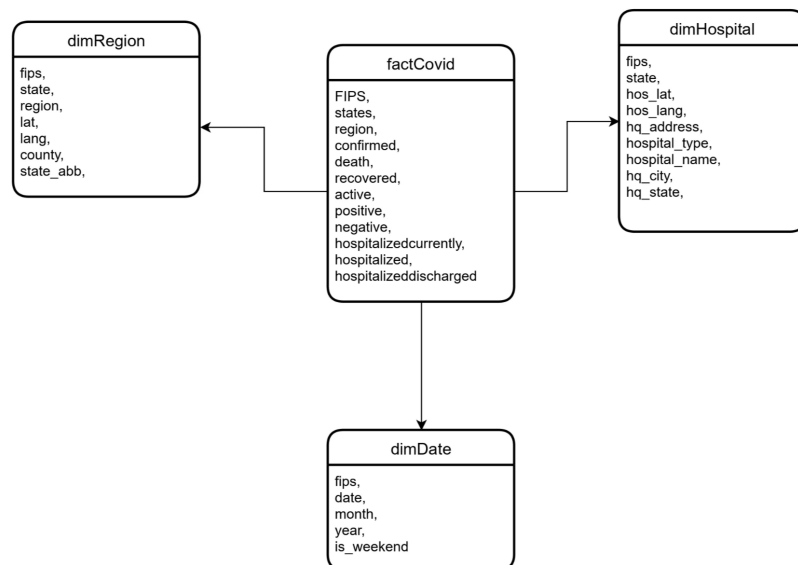 dimRegion
fips,
state,
region,
lat,
lang,
county,
state_abb,
factCovid
FIPS,
states,
region,
confirmed,
death,
recovered,
active,
positive,
negative,
hospitalizedcurrently,
hospitalized,
hospitalizeddischarged
dimHospital
fips,
state,
hos_lat,
hos_lang,
hq_address,
hospital_type,
hospital_name,
hq_city,
hq_state,
dimDate
fips,
date,
month,
year,
is_weekend